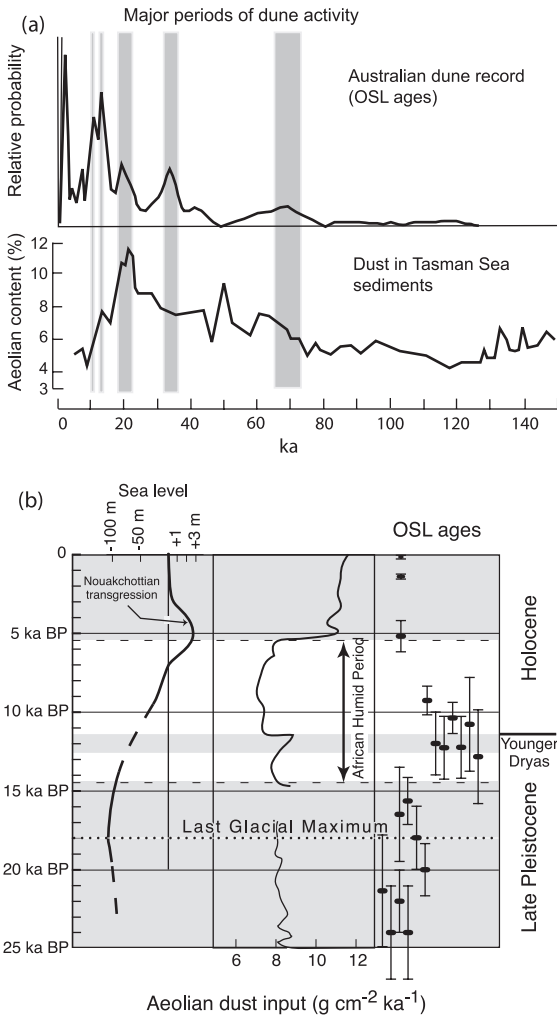 (a)
Major periods of dune activity
Relative probability
Australian dune record
(OSL ages)
Aeolian content (%)
12
10
8
6
4
3
Dust in Tasman Sea
sediments
0 20 40 60 80 100 120 140
ka
(b)
Sea level
-100 m
-50 m
+1
+3 m
OSL ages
0
Nouakchottian
transgression
5 ka BP
African Humid Period
10 ka BP
15 ka BP
Last Glacial Maximum
20 ka BP
25 ka BP
Holocene
Younger
Dryas
Late Pleistocene
6 8 10 12
Aeolian dust input (g cm⁻² ka⁻¹)